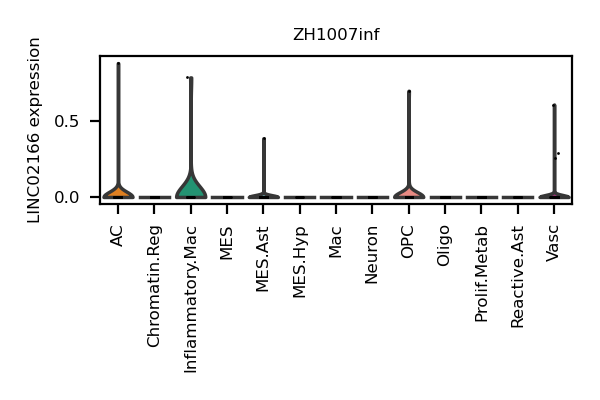 ZH1007inf
LINC02166 expression
0.5
0.0
AC
Chromatin.Reg
Inflammatory.Mac
MES
MES.Ast
MES.Hyp
Mac
Neuron
OPC
Oligo
Prolif.Metab
Reactive.Ast
Vasc